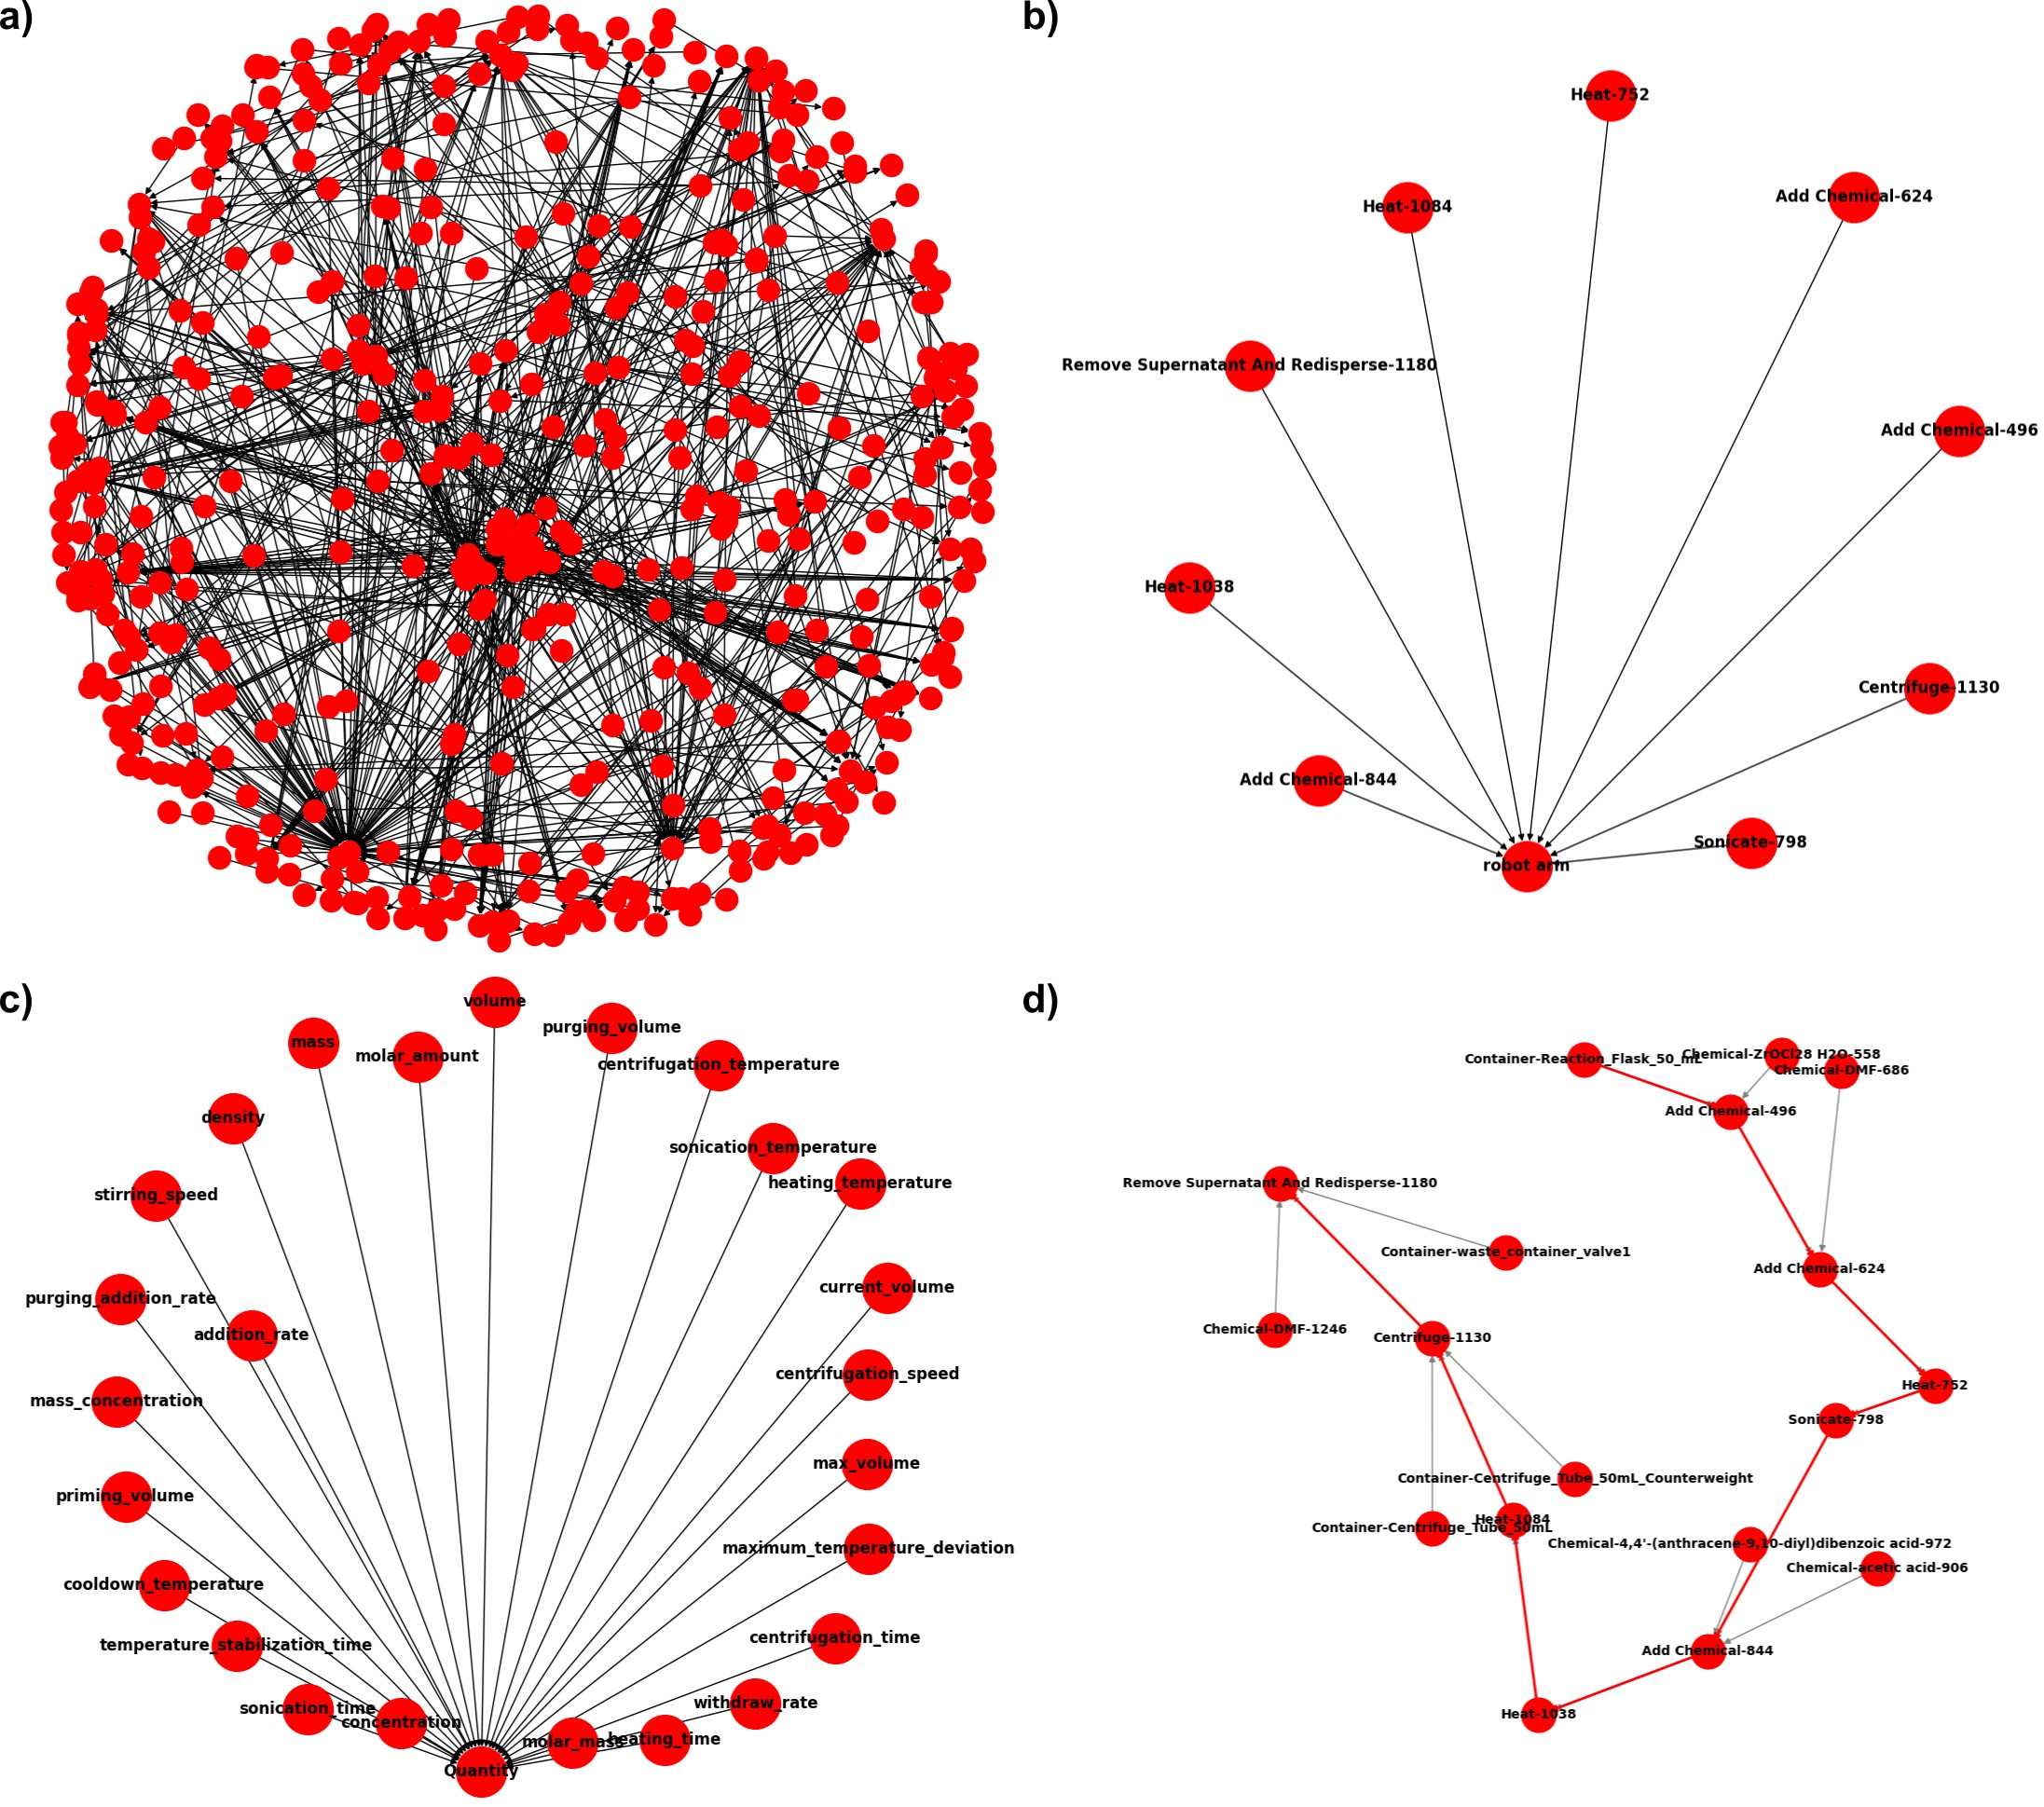 a)
b)
Heat-752
Add Chemical-624
Heat-1084
Remove Supernatant And Redisperse-1180
Add Chemical-496
Heat-1038
Centrifuge-1130
Add Chemical-844
Sonicate-798
robot arm
c)
volume
purging_volume
mass
molar_amount
centrifugation_temperature
density
sonication_temperature
heating_temperature
stirring_speed
current_volume
purging_addition_rate
addition_rate
centrifugation_speed
mass_concentration
max_volume
priming_volume
maximum_temperature_deviation
cooldown_temperature
centrifugation_time
temperature_stabilization_time
withdraw_rate
sonication_time
concentration
molar_mass
heating_time
Quantity
d)
Container-Reaction_Flask_50_mL
Chemical-ZrOCl28 H2O-558
Chemical-DMF-686
Add Chemical-496
Remove Supernatant And Redisperse-1180
Container-waste_container_valve1
Add Chemical-624
Chemical-DMF-1246
Centrifuge-1130
Heat-752
Sonicate-798
Container-Centrifuge_Tube_50mL_Counterweight
Heat-1084
Container-Centrifuge_Tube_50mL
Chemical-4,4'-(anthracene-9,10-diyl)dibenzoic acid-972
Chemical-acetic acid-906
Add Chemical-844
Heat-1038